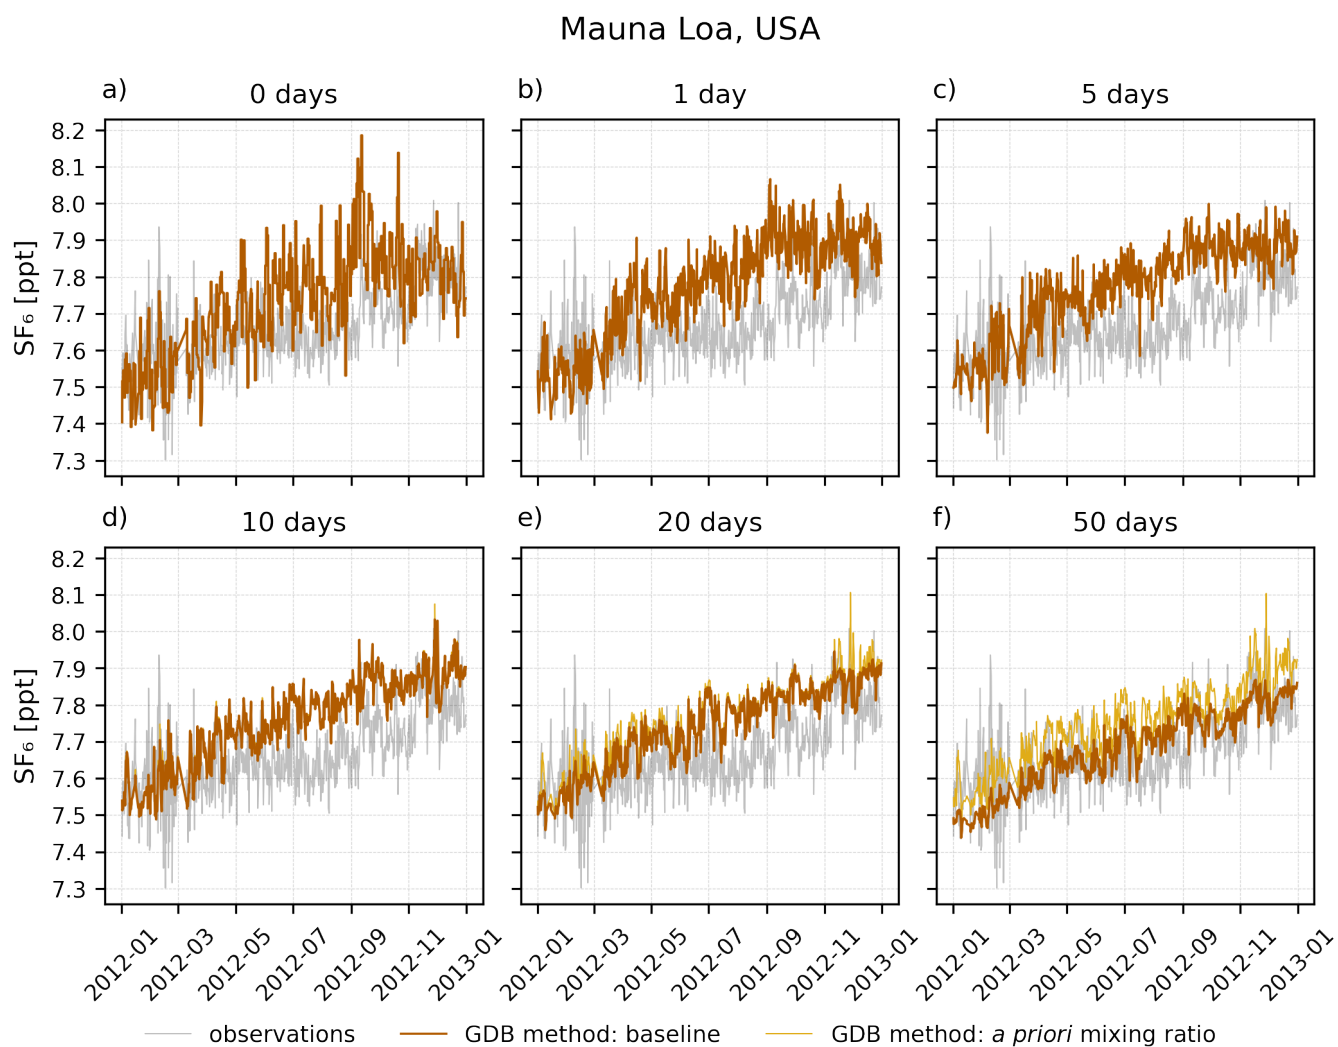 Mauna Loa, USA
a) 0 days
b) 1 day
c) 5 days
SF₆ [ppt]
8.2
8.1
8.0
7.9
7.8
7.7
7.6
7.5
7.4
7.3
d) 10 days
e) 20 days
f) 50 days
SF₆ [ppt]
8.2
8.1
8.0
7.9
7.8
7.7
7.6
7.5
7.4
7.3
2012-01 2012-03 2012-05 2012-07 2012-09 2012-11 2013-01
2012-01 2012-03 2012-05 2012-07 2012-09 2012-11 2013-01
2012-01 2012-03 2012-05 2012-07 2012-09 2012-11 2013-01
observations GDB method: baseline GDB method: a priori mixing ratio